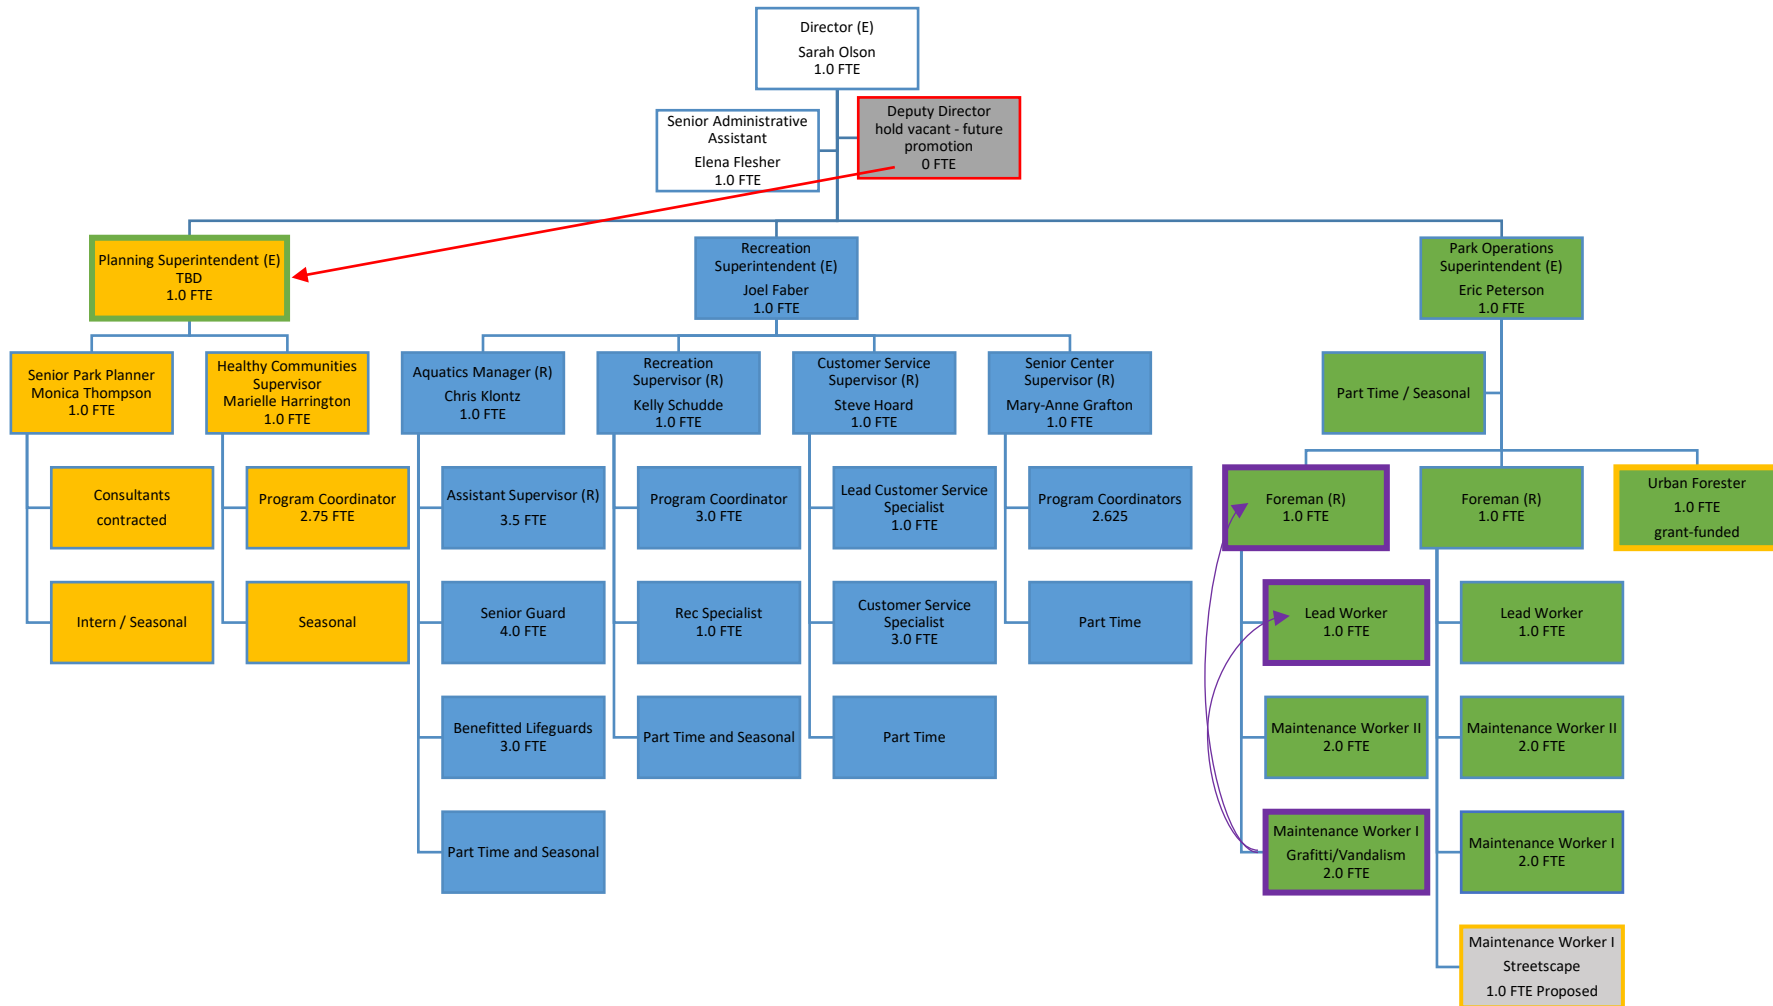 Director (E)
Sarah Olson
1.0 FTE
Senior Administrative
Assistant
Elena Flesher
1.0 FTE
Deputy Director
hold vacant - future
promotion
0 FTE
Planning Superintendent (E)
TBD
1.0 FTE
Recreation
Superintendent (E)
Joel Faber
1.0 FTE
Park Operations
Superintendent (E)
Eric Peterson
1.0 FTE
Senior Park Planner
Monica Thompson
1.0 FTE
Healthy Communities
Supervisor
Marielle Harrington
1.0 FTE
Aquatics Manager (R)
Chris Klontz
1.0 FTE
Recreation
Supervisor (R)
Kelly Schudde
1.0 FTE
Customer Service
Supervisor (R)
Steve Hoard
1.0 FTE
Senior Center
Supervisor (R)
Mary-Anne Grafton
1.0 FTE
Part Time / Seasonal
Consultants
contracted
Program Coordinator
2.75 FTE
Assistant Supervisor (R)
3.5 FTE
Program Coordinator
3.0 FTE
Lead Customer Service
Specialist
1.0 FTE
Program Coordinators
2.625
Foreman (R)
1.0 FTE
Foreman (R)
1.0 FTE
Urban Forester
1.0 FTE
grant-funded
Intern / Seasonal
Seasonal
Senior Guard
4.0 FTE
Rec Specialist
1.0 FTE
Customer Service
Specialist
3.0 FTE
Part Time
Lead Worker
1.0 FTE
Lead Worker
1.0 FTE
Benefitted Lifeguards
3.0 FTE
Part Time and Seasonal
Part Time
Maintenance Worker II
2.0 FTE
Maintenance Worker II
2.0 FTE
Part Time and Seasonal
Maintenance Worker I
Grafitti/Vandalism
2.0 FTE
Maintenance Worker I
2.0 FTE
Maintenance Worker I
Streetscape
1.0 FTE Proposed